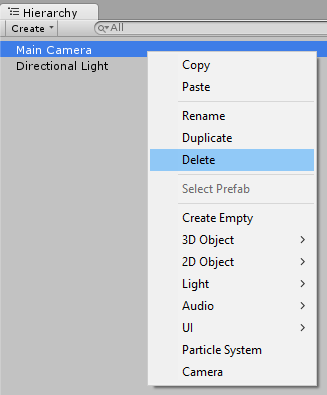 Hierarchy
Create All
Main Camera
Directional Light
Copy
Paste
Rename
Duplicate
Delete
Select Prefab
Create Empty
3D Object
2D Object
Light
Audio
UI
Particle System
Camera